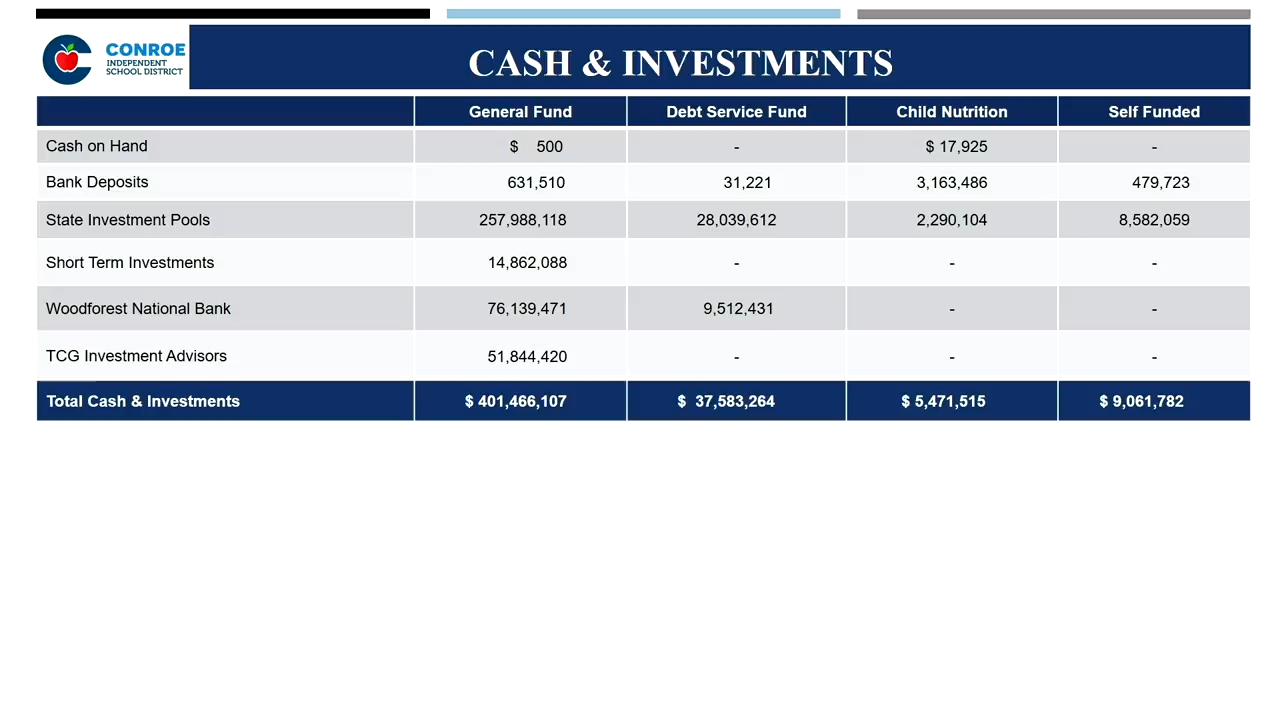 CONROE
INDEPENDENT
SCHOOL DISTRICT
CASH & INVESTMENTS
General Fund Debt Service Fund Child Nutrition Self Funded
Cash on Hand $ 500 - $ 17,925 -
Bank Deposits 631,510 31,221 3,163,486 479,723
State Investment Pools 257,988,118 28,039,612 2,290,104 8,582,059
Short Term Investments 14,862,088 - - -
Woodforest National Bank 76,139,471 9,512,431 - -
TCG Investment Advisors 51,844,420 - - -
Total Cash & Investments $ 401,466,107 $ 37,583,264 $ 5,471,515 $ 9,061,782